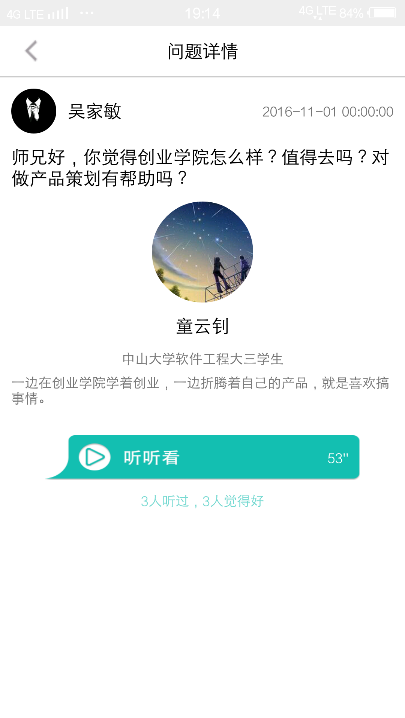 4G LTE 19:14 4G LTE 84%
问题详情
吴家敏 2016-11-01 00:00:00
师兄好，你觉得创业学院怎么样？值得去吗？对
做产品策划有帮助吗？
童云钊
中山大学软件工程大三学生
一边在创业学院学着创业，一边折腾着自己的产品，就是喜欢搞
事情。
听听看 53"
3人听过，3人觉得好